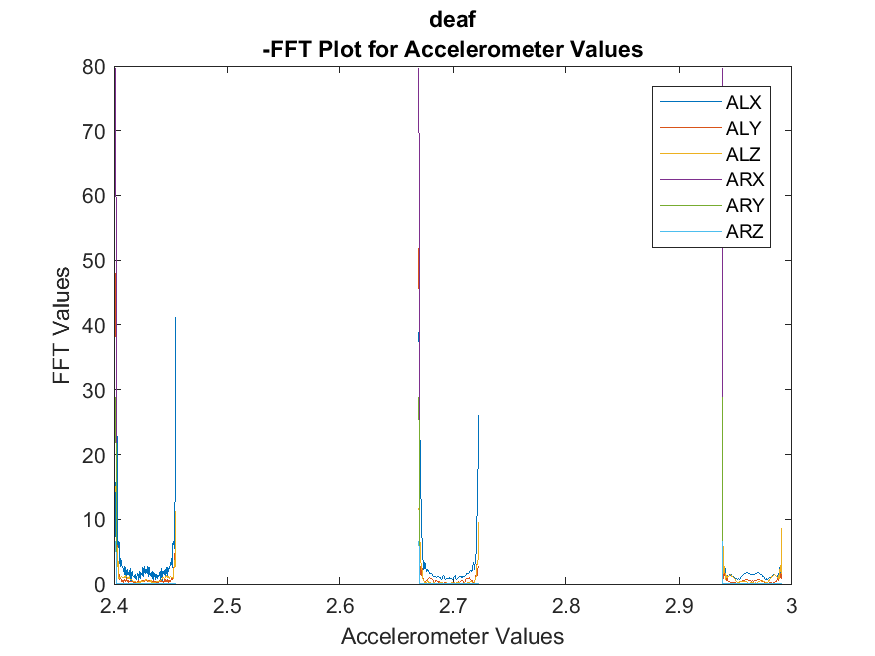 deaf
-FFT Plot for Accelerometer Values
80
70
60
50
40
30
20
10
0
FFT Values
ALX
ALY
ALZ
ARX
ARY
ARZ
2.4 2.5 2.6 2.7 2.8 2.9 3
Accelerometer Values